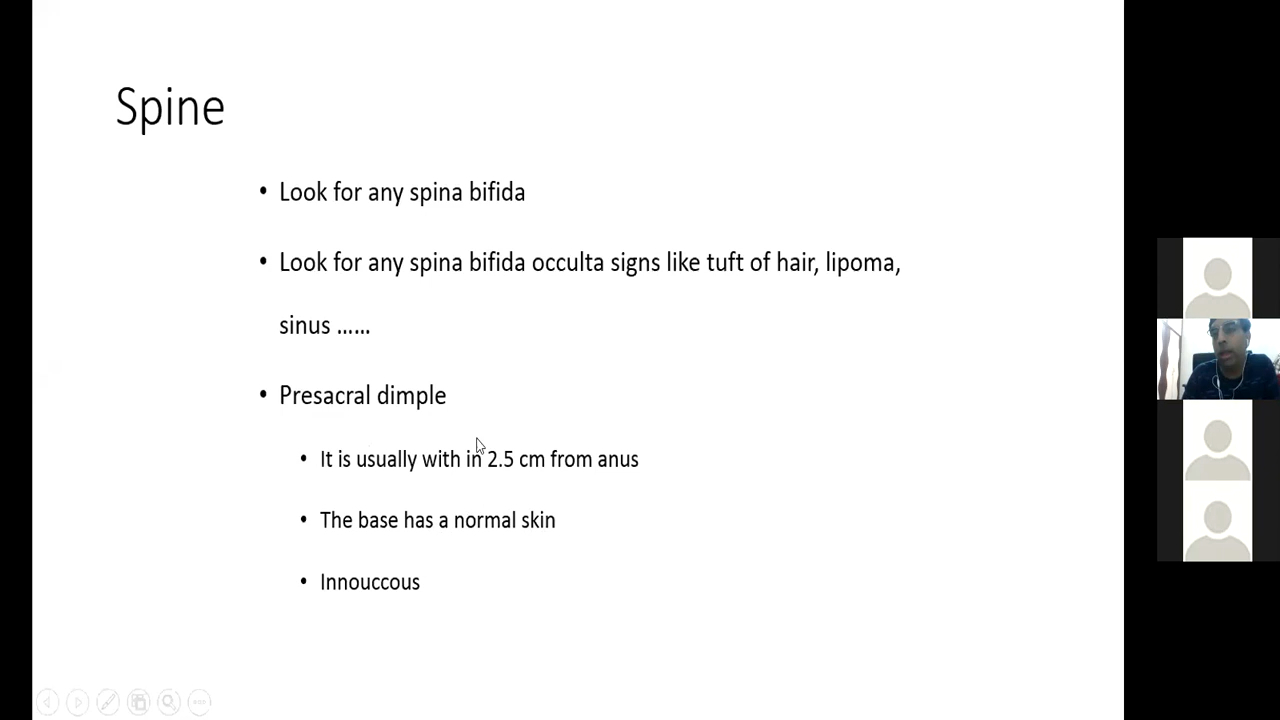 Spine
• Look for any spina bifida
• Look for any spina bifida occulta signs like tuft of hair, lipoma,
sinus ......
• Presacral dimple
• It is usually with in 2.5 cm from anus
• The base has a normal skin
• Innouccous